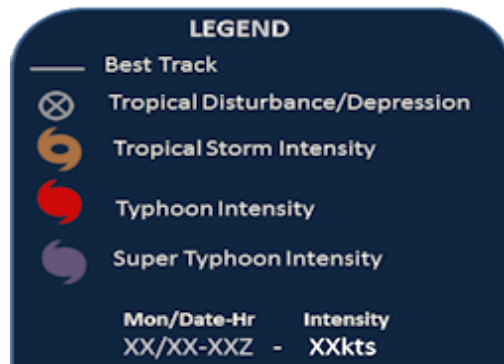 LEGEND
Best Track
Tropical Disturbance/Depression
Tropical Storm Intensity
Typhoon Intensity
Super Typhoon Intensity
Mon/Date-Hr Intensity
XX/XX-XXZ - XXkts